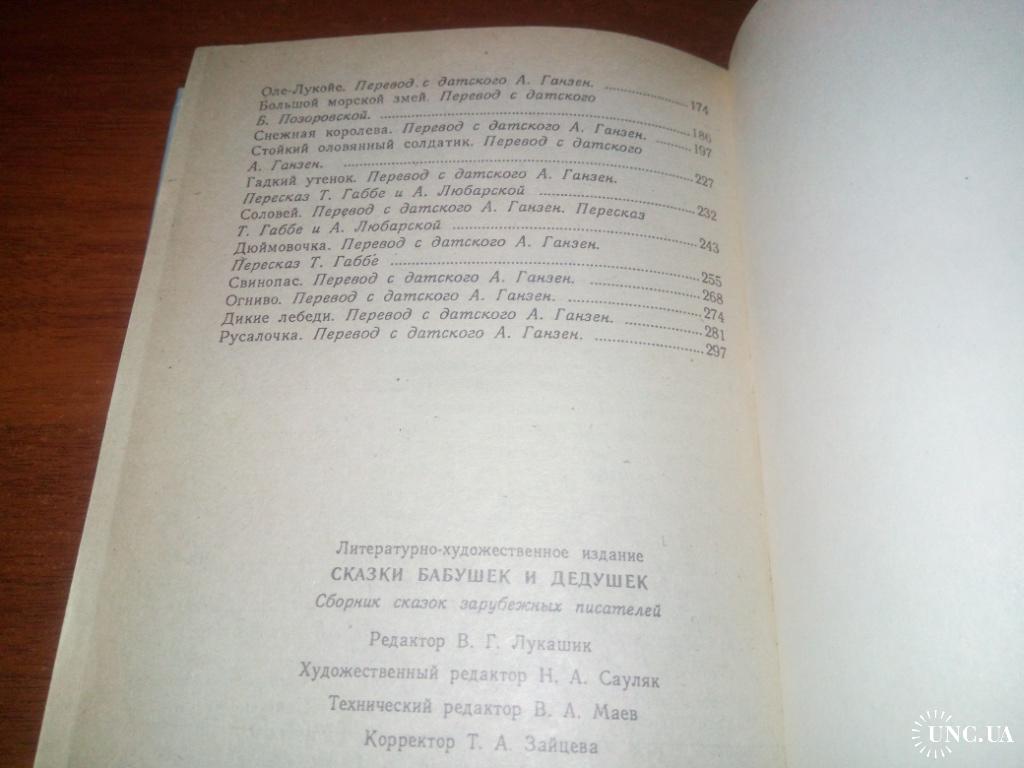 Оле-Лукойе. Перевод с датского А. Ганзен. ........ 174
Большой морской змей. Перевод с датского
Б. Позоровской. ........ 186
Снежная королева. Перевод с датского А. Ганзен. ........ 197
Стойкий оловянный солдатик. Перевод с датского
А. Ганзен. ........ 227
Гадкий утенок. Перевод с датского А. Ганзен.
Пересказ Т. Габбе и А. Любарской ........ 232
Соловей. Перевод с датского А. Ганзен. Пересказ
Т. Габбе и А. Любарской ........ 243
Дюймовочка. Перевод с датского А. Ганзен.
Пересказ Т. Габбе ........ 255
Свинопас. Перевод с датского А. Ганзен. ........ 268
Огниво. Перевод с датского А. Ганзен. ........ 274
Дикие лебеди. Перевод с датского А. Ганзен. ........ 281
Русалочка. Перевод с датского А. Ганзен. ........ 297
Литературно-художественное издание
СКАЗКИ БАБУШЕК И ДЕДУШЕК
Сборник сказок зарубежных писателей
Редактор В. Г. Лукашик
Художественный редактор Н. А. Сауляк
Технический редактор В. А. Маев
Корректор Т. А. Зайцева
UNC.UA